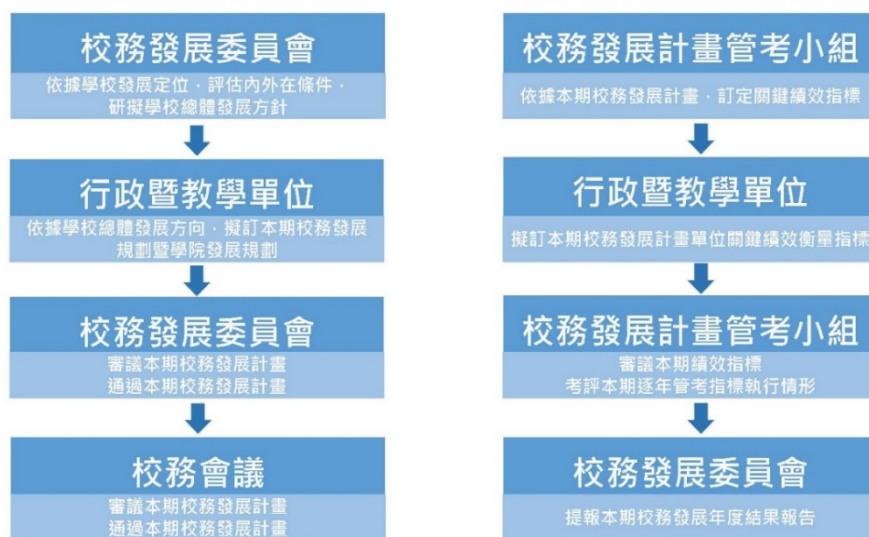 校務發展委員會
依據學校發展定位，評估內外在條件，
研擬學校總體發展方針
行政暨教學單位
依據學校總體發展方向，擬訂本期校務發展
規劃暨學院發展規劃
校務發展委員會
審議本期校務發展計畫
通過本期校務發展計畫
校務會議
審議本期校務發展計畫
通過本期校務發展計畫
校務發展計畫管考小組
依據本期校務發展計畫，訂定關鍵績效指標
行政暨教學單位
擬訂本期校務發展計畫單位關鍵績效衡量指標
校務發展計畫管考小組
審議本期績效指標
考評本期逐年管考指標執行情形
校務發展委員會
提報本期校務發展年度結果報告